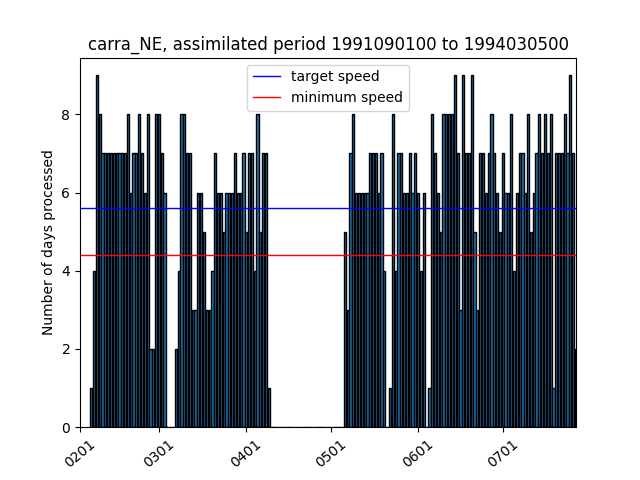 carra_NE, assimilated period 1991090100 to 1994030500
target speed
minimum speed
Number of days processed
8
6
4
2
0
0201
0301
0401
0501
0601
0701